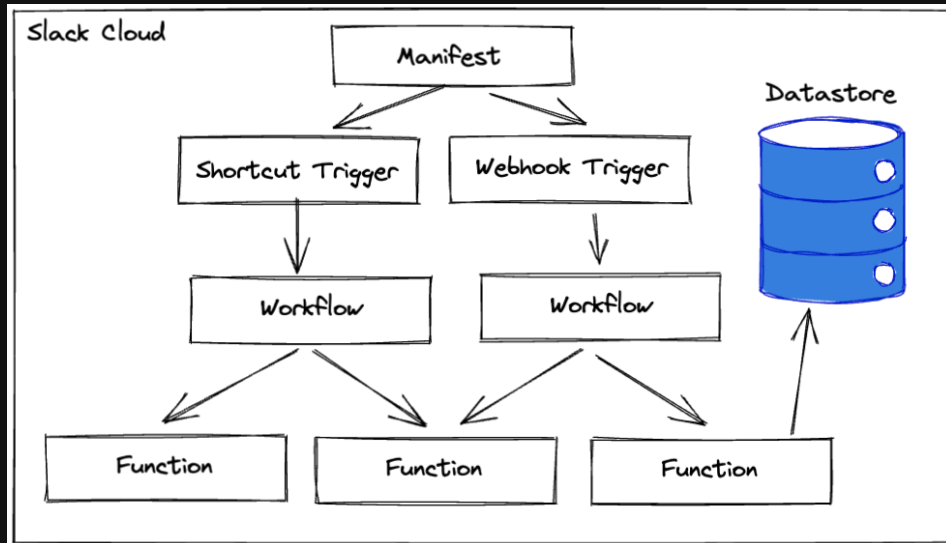 Slack Cloud
Manifest
Datastore
Shortcut Trigger
Webhook Trigger
Workflow
Workflow
Function
Function
Function